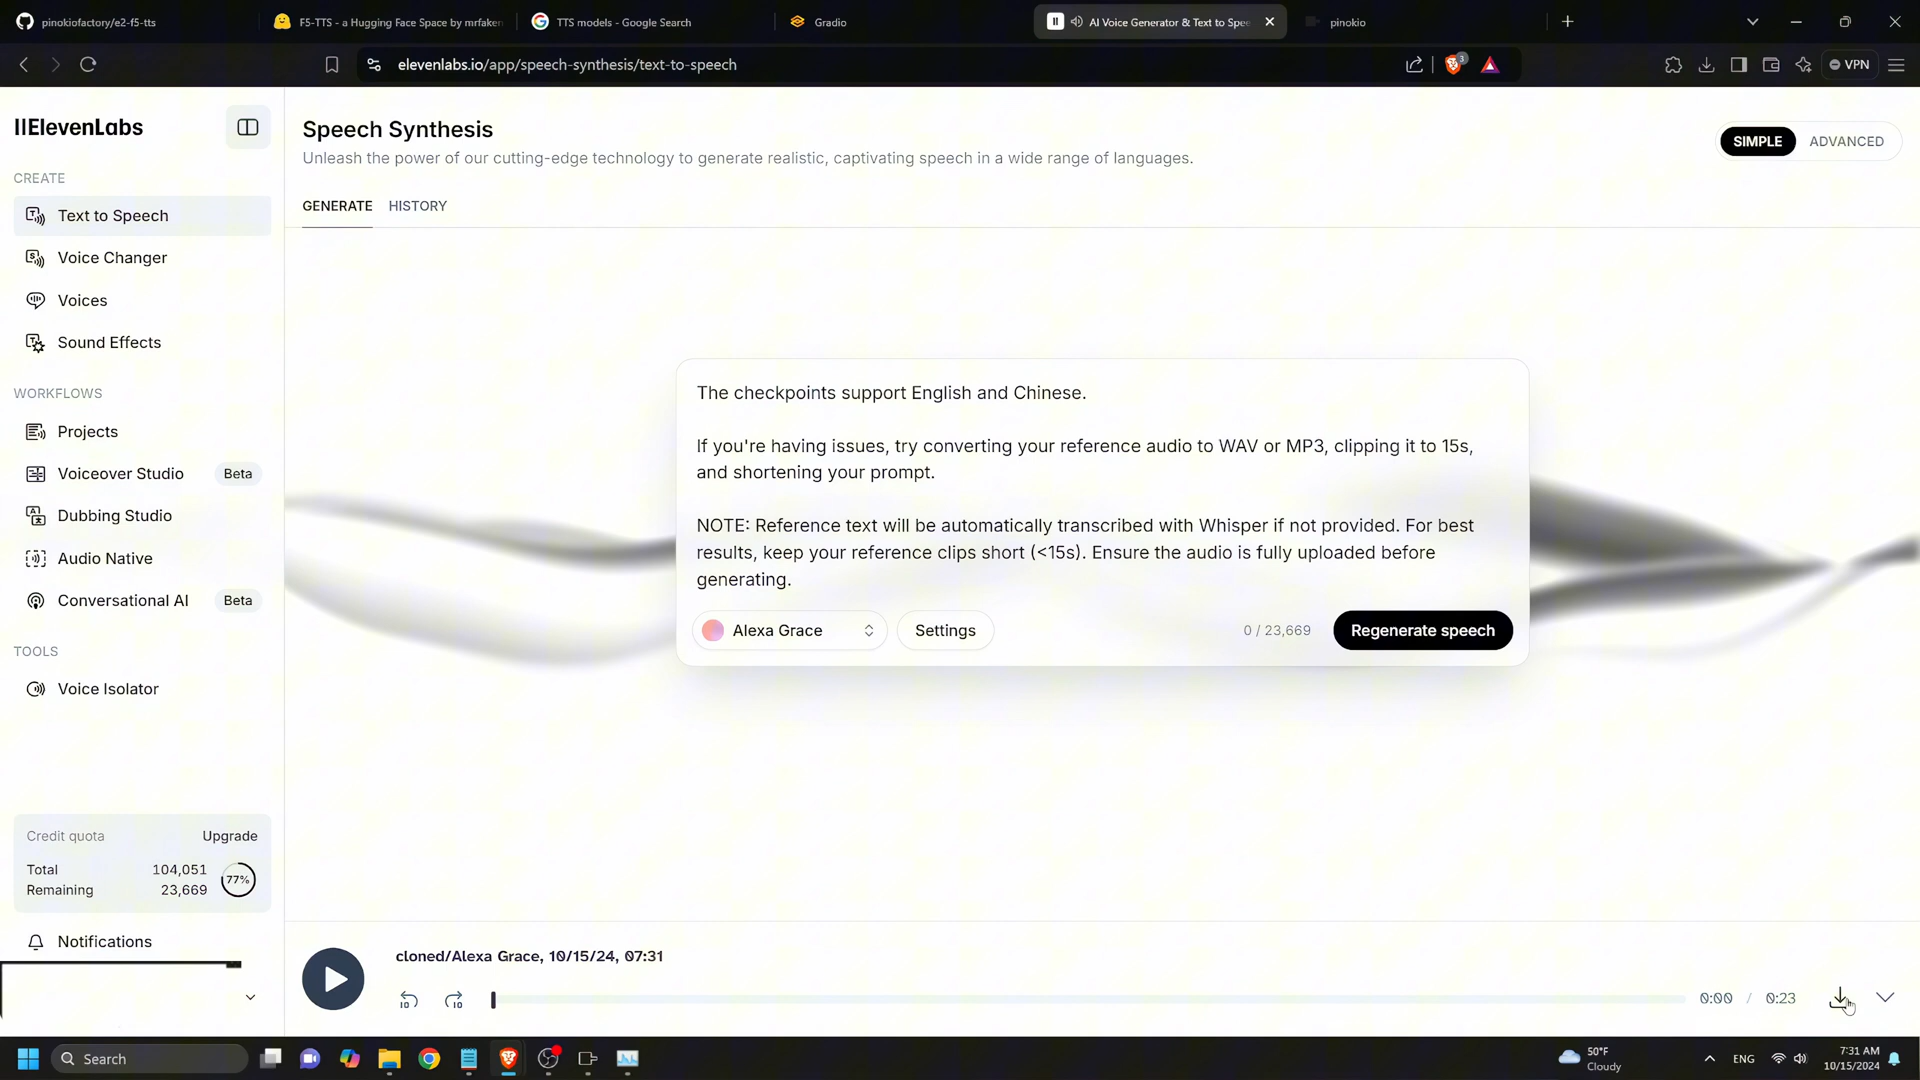 pinokiofactory/e2-f5-tts
F5-TTS - a Hugging Face Space by mrfaken
TTS models - Google Search
Gradio
AI Voice Generator & Text to Spee
pinokio
elevenlabs.io/app/speech-synthesis/text-to-speech
3
VPN
IIElevenLabs
CREATE
Text to Speech
Voice Changer
Voices
Sound Effects
WORKFLOWS
Projects
Voiceover Studio Beta
Dubbing Studio
Audio Native
Conversational AI Beta
TOOLS
Voice Isolator
Credit quota Upgrade
Total 104,051
Remaining 23,669
77%
Notifications
Speech Synthesis
Unleash the power of our cutting-edge technology to generate realistic, captivating speech in a wide range of languages.
SIMPLE ADVANCED
GENERATE HISTORY
The checkpoints support English and Chinese.
If you're having issues, try converting your reference audio to WAV or MP3, clipping it to 15s,
and shortening your prompt.
NOTE: Reference text will be automatically transcribed with Whisper if not provided. For best
results, keep your reference clips short (<15s). Ensure the audio is fully uploaded before
generating.
Alexa Grace Settings 0 / 23,669 Regenerate speech
cloned/Alexa Grace, 10/15/24, 07:31
10 10 0:00 / 0:23
Search
50°F
Cloudy
ENG
7:31 AM
10/15/2024